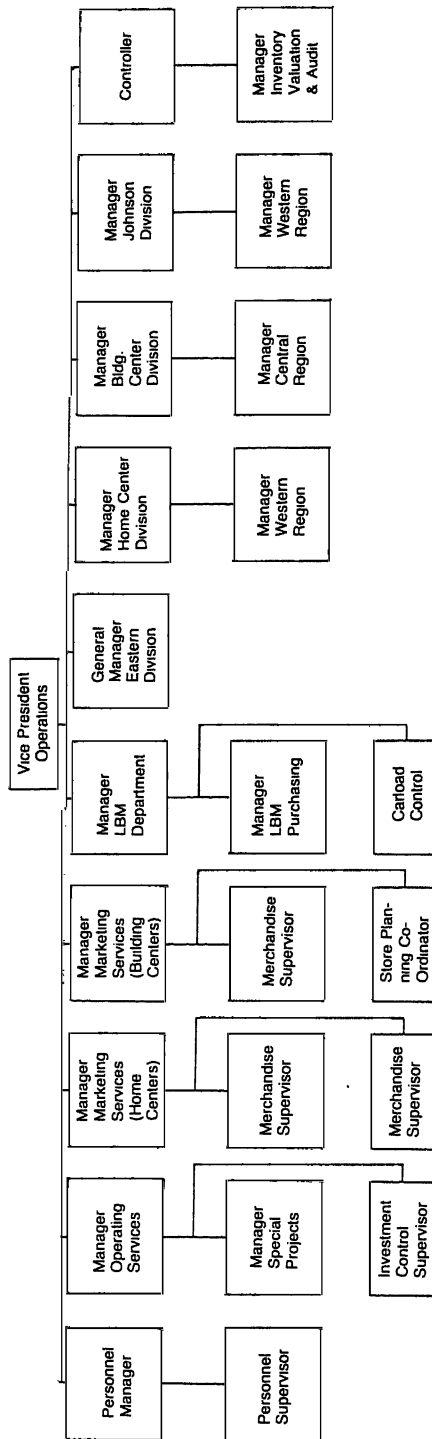 Vice President
Operations
Personnel
Manager
Manager
Operating
Services
Manager
Marketing
Services
(Home
Centers)
Manager
Marketing
Services
(Building
Centers)
Manager
LBM
Department
General
Manager
Eastern
Division
Manager
Home Center
Division
Manager
Bldg.
Center
Division
Manager
Johnson
Division
Controller
Personnel
Supervisor
Manager
Special
Projects
Merchandise
Supervisor
Merchandise
Supervisor
Manager
LBM
Purchasing
Manager
Western
Region
Manager
Central
Region
Manager
Western
Region
Manager
Inventory
Valuation
& Audit
Investment
Control
Supervisor
Merchandise
Supervisor
Store Plan-
ning Co-
Ordinator
Carload
Control